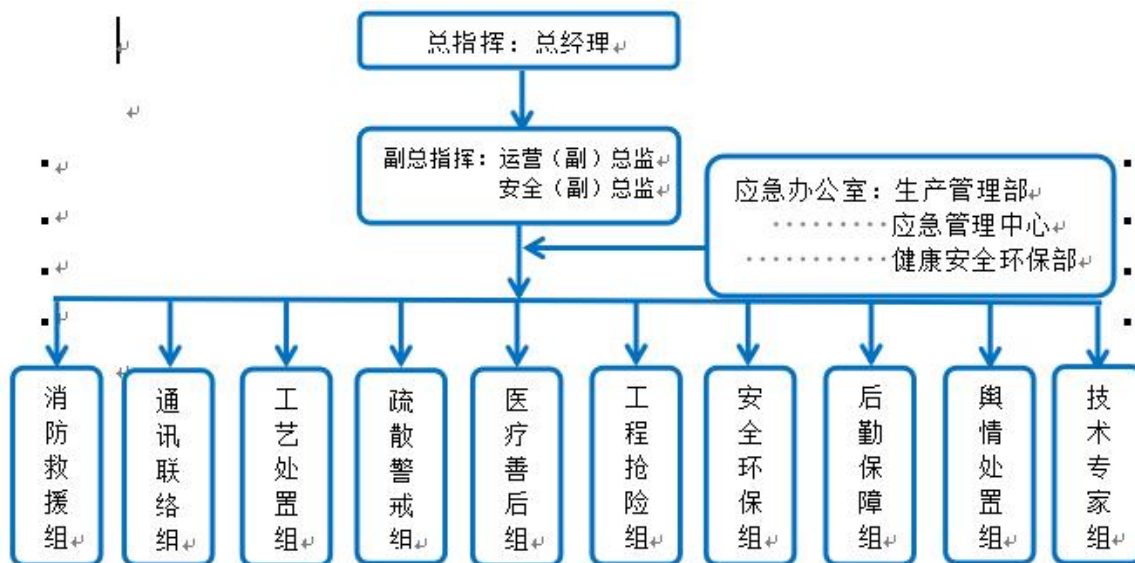 总指挥：总经理
副总指挥：运营（副）总监
安全（副）总监
应急办公室：生产管理部
应急管理中心
健康安全环保部
消防救援组
通讯联络组
工艺处置组
疏散警戒组
医疗善后组
工程抢险组
安全环保组
后勤保障组
舆情处置组
技术专家组